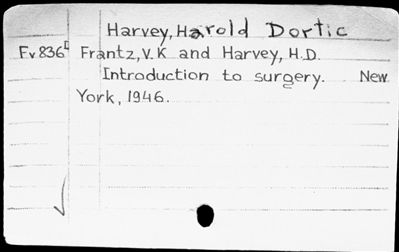 Harvey, Harold Dortic
Fv836 Frantz, V.K and Harvey, H.D.
Introduction to surgery. New
York, 1946.